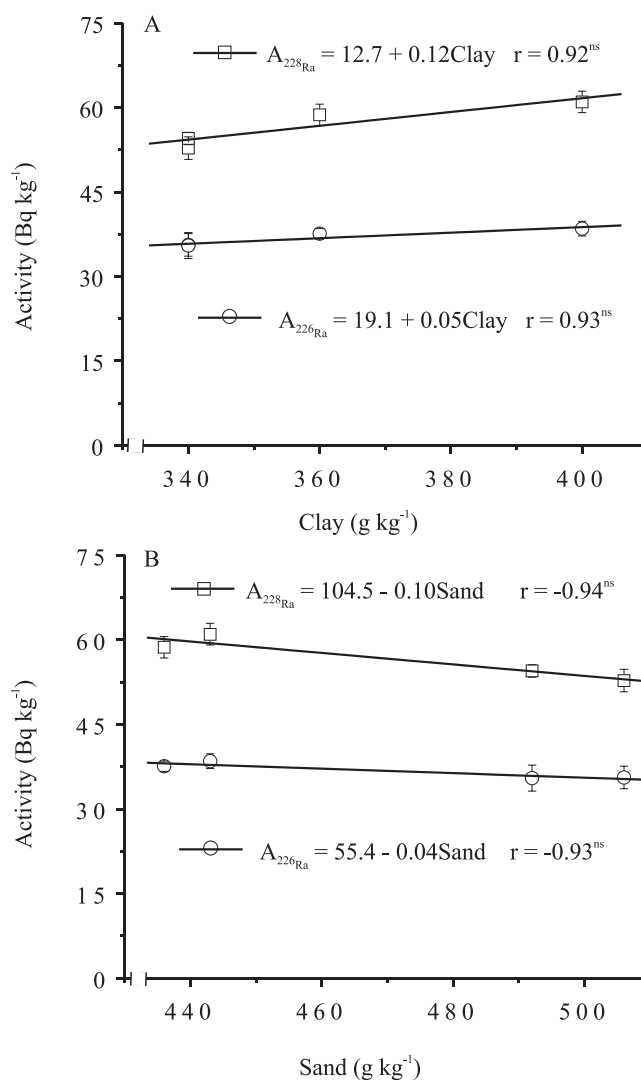 75
A
A228Ra = 12.7 + 0.12Clay r = 0.92ns
60
45
30
A226Ra = 19.1 + 0.05Clay r = 0.93ns
15
0
Activity (Bq kg-1)
340 360 380 400
Clay (g kg-1)
75
B
A228Ra = 104.5 - 0.10Sand r = -0.94ns
60
45
30
A226Ra = 55.4 - 0.04Sand r = -0.93ns
15
0
Activity (Bq kg-1)
440 460 480 500
Sand (g kg-1)